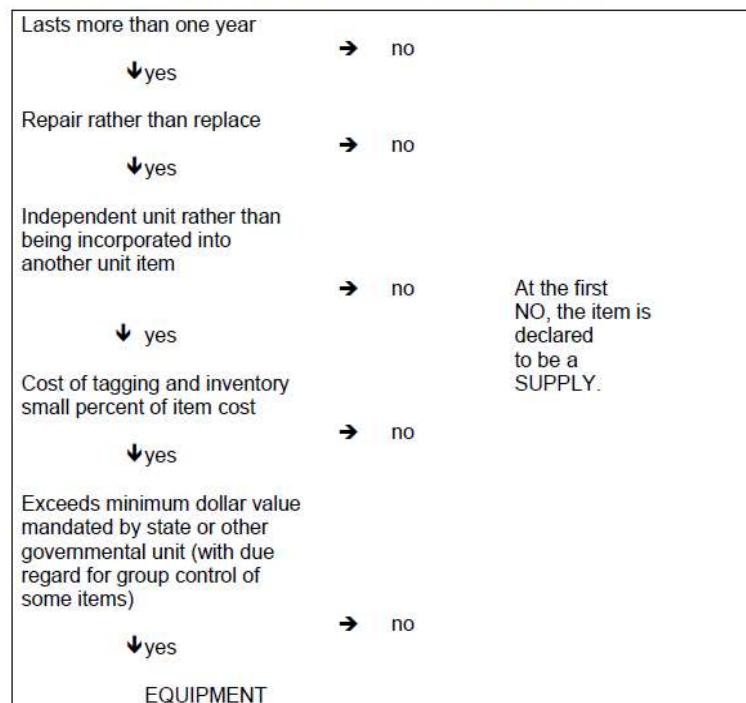 Lasts more than one year
➔ no
🡻yes
Repair rather than replace
➔ no
🡻yes
Independent unit rather than
being incorporated into
another unit item
➔ no
🡻 yes
At the first
NO, the item is
declared
to be a
SUPPLY.
Cost of tagging and inventory
small percent of item cost
➔ no
🡻yes
Exceeds minimum dollar value
mandated by state or other
governmental unit (with due
regard for group control of
some items)
➔ no
🡻yes
EQUIPMENT